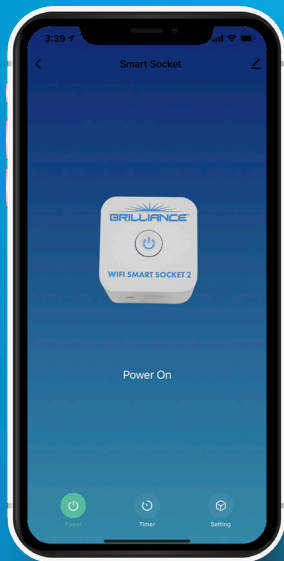 3:39
Smart Socket
BRILLIANCE
WIFI SMART SOCKET 2
Power On
Power
Timer
Setting